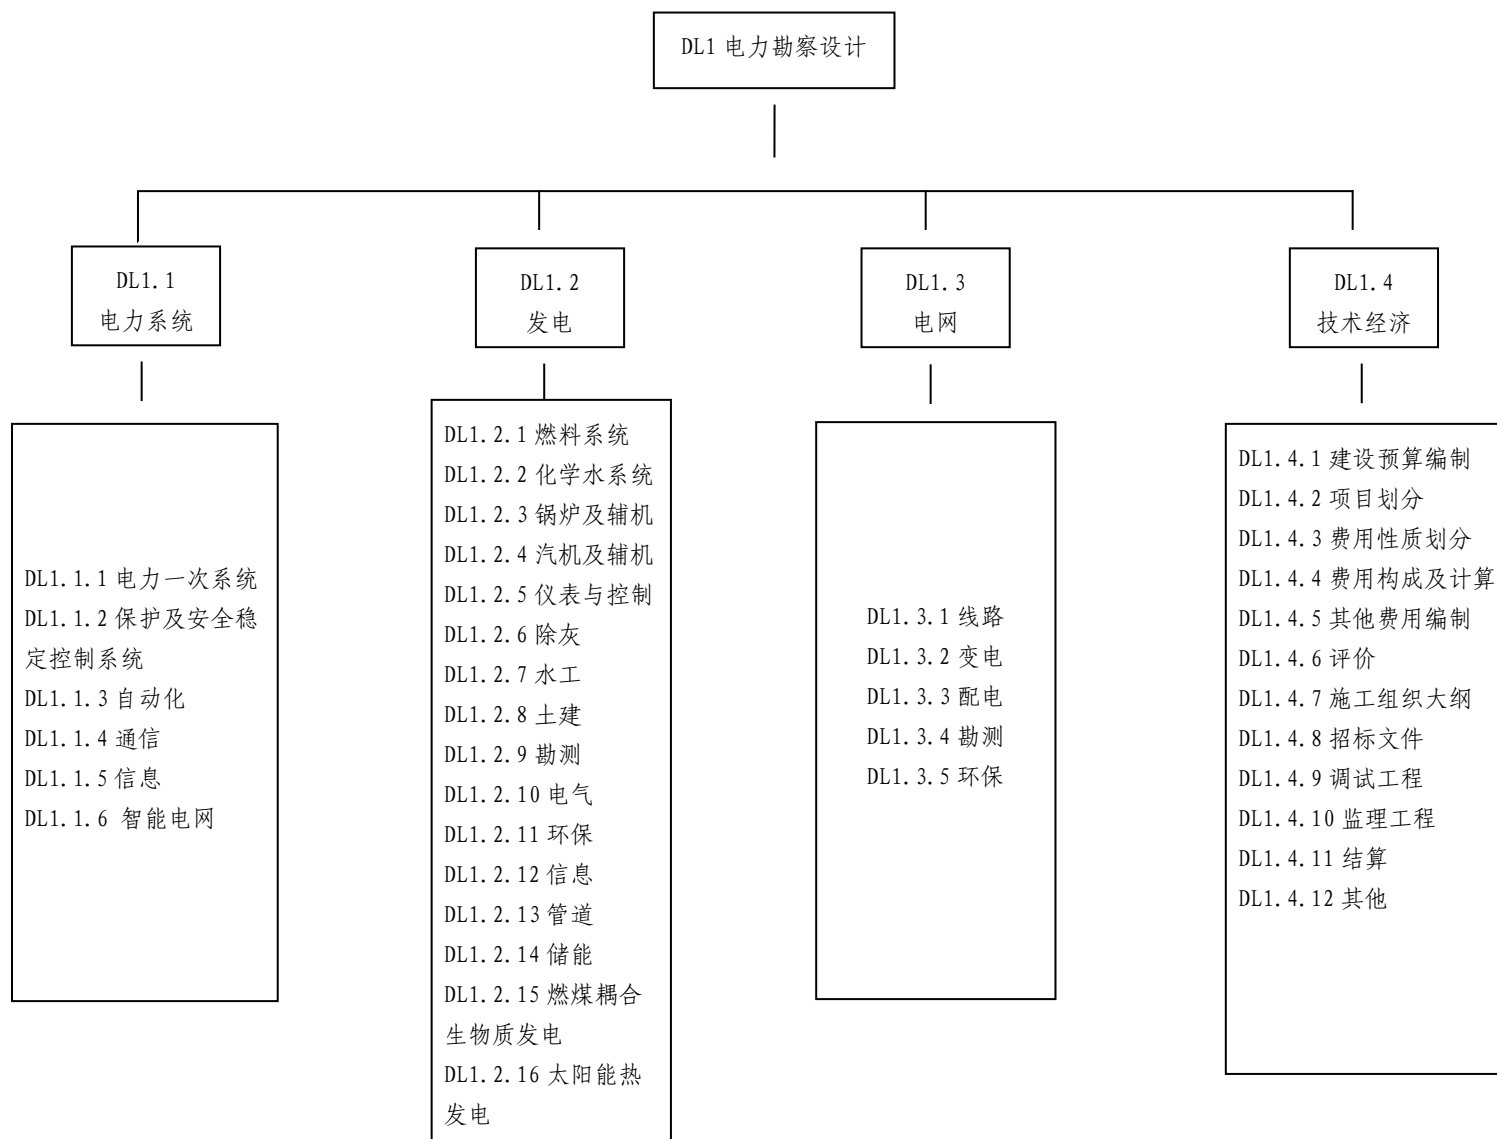 DL1 电力勘察设计
DL1.1
电力系统
DL1.2
发电
DL1.3
电网
DL1.4
技术经济
DL1.1.1 电力一次系统
DL1.1.2 保护及安全稳
定控制系统
DL1.1.3 自动化
DL1.1.4 通信
DL1.1.5 信息
DL1.1.6 智能电网
DL1.2.1 燃料系统
DL1.2.2 化学水系统
DL1.2.3 锅炉及辅机
DL1.2.4 汽机及辅机
DL1.2.5 仪表与控制
DL1.2.6 除灰
DL1.2.7 水工
DL1.2.8 土建
DL1.2.9 勘测
DL1.2.10 电气
DL1.2.11 环保
DL1.2.12 信息
DL1.2.13 管道
DL1.2.14 储能
DL1.2.15 燃煤耦合
生物质发电
DL1.2.16 太阳能热
发电
DL1.3.1 线路
DL1.3.2 变电
DL1.3.3 配电
DL1.3.4 勘测
DL1.3.5 环保
DL1.4.1 建设预算编制
DL1.4.2 项目划分
DL1.4.3 费用性质划分
DL1.4.4 费用构成及计算
DL1.4.5 其他费用编制
DL1.4.6 评价
DL1.4.7 施工组织大纲
DL1.4.8 招标文件
DL1.4.9 调试工程
DL1.4.10 监理工程
DL1.4.11 结算
DL1.4.12 其他